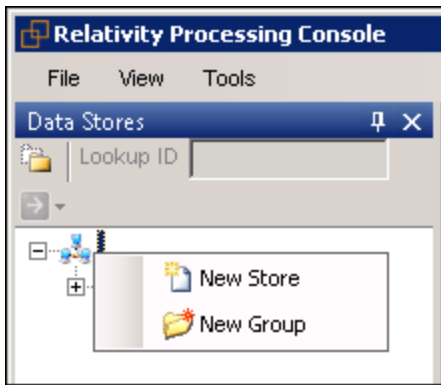 Relativity Processing Console
File View Tools
Data Stores
Lookup ID
New Store
New Group